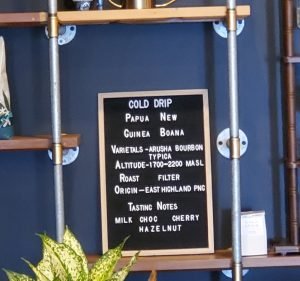 COLD DRIP
PAPUA NEW
GUINEA BOANA
VARIETALS-ARUSHA BOURBON
TYPICA
ALTITUDE-1700-2200 MASL
ROAST FILTER
ORIGIN-EAST HIGHLAND PNG
TASTING NOTES
MILK CHOC CHERRY
HAZELNUT